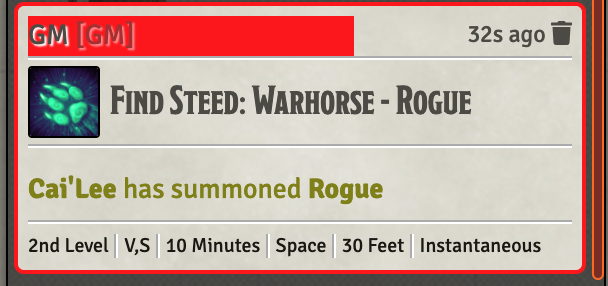 GM [GM] 32s ago
Find Steed: Warhorse - Rogue
Cai'Lee has summoned Rogue
2nd Level | V,S | 10 Minutes | Space | 30 Feet | Instantaneous